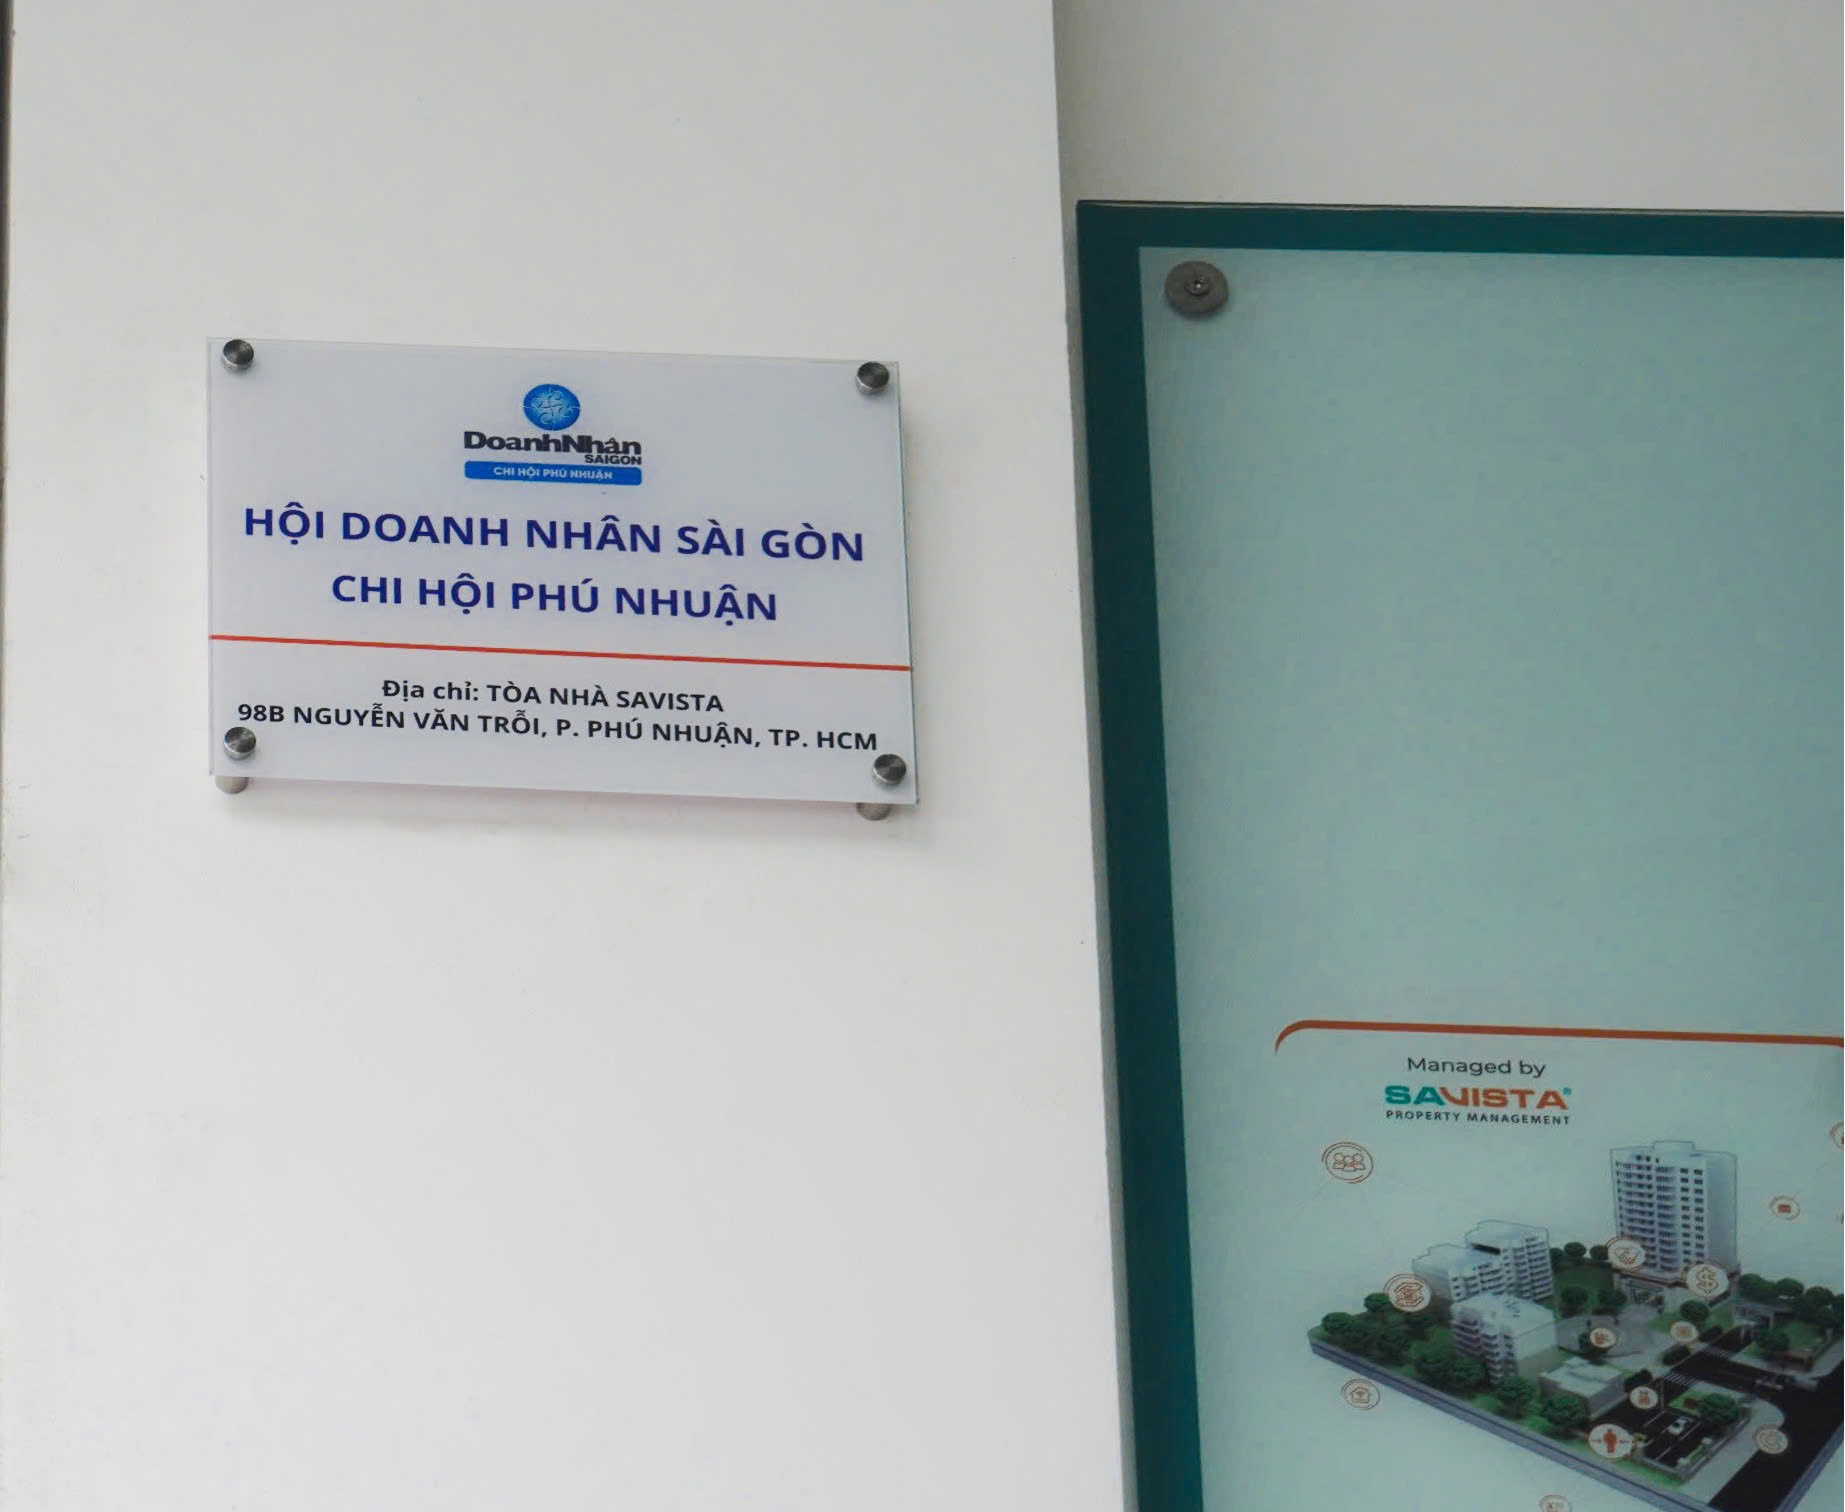 DoanhNhân
SAIGON
CHI HỘI PHÚ NHUẬN
HỘI DOANH NHÂN SÀI GÒN
CHI HỘI PHÚ NHUẬN
Địa chỉ: TÒA NHÀ SAVISTA
98B NGUYỄN VĂN TRỖI, P. PHÚ NHUẬN, TP. HCM
Managed by
SAVISTA®
PROPERTY MANAGEMENT